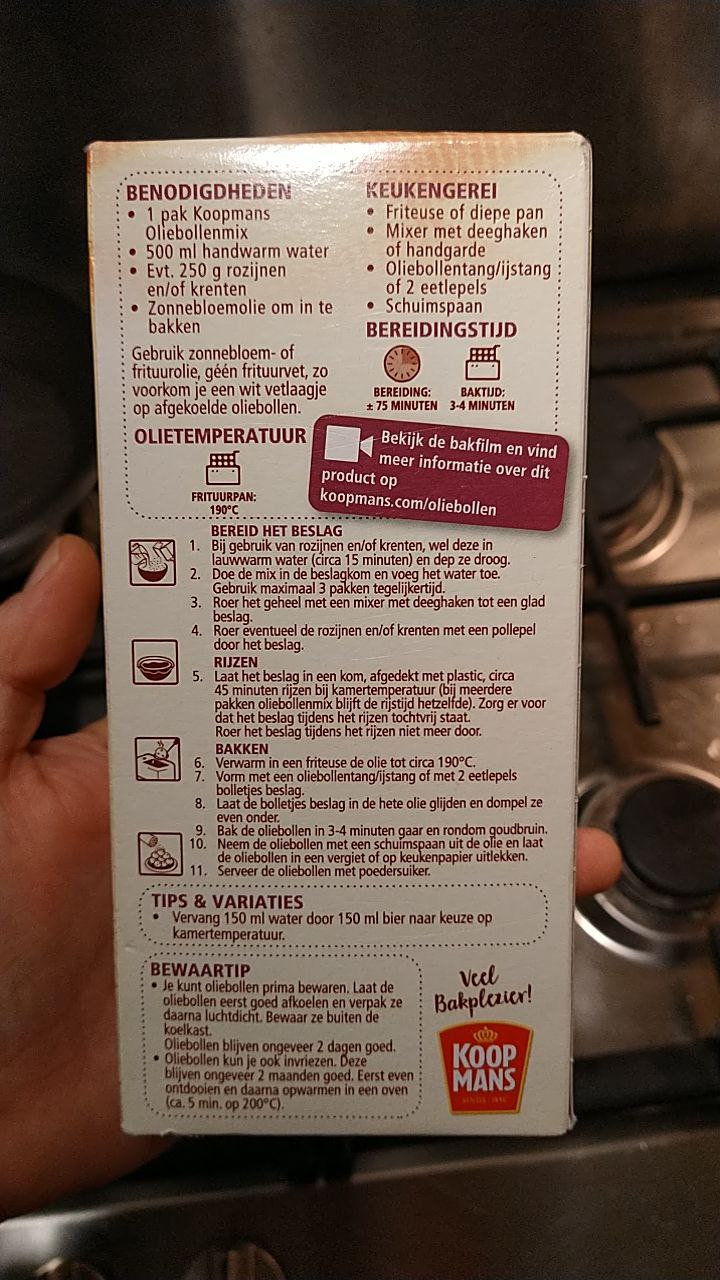 BENODIGDHEDEN
• 1 pak Koopmans
Oliebollenmix
• 500 ml handwarm water
• Evt. 250 g rozijnen
en/of krenten
• Zonnebloemolie om in te
bakken
Gebruik zonnebloem- of
frituurolie, géén frituurvet, zo
voorkom je een wit vetlaagje
op afgekoelde oliebollen.
OLIETEMPERATUUR
FRITUURPAN:
190°C
KEUKENGEREI
• Friteuse of diepe pan
• Mixer met deeghaken
of handgarde
• Oliebollentang/ijstang
of 2 eetlepels
• Schuimspaan
BEREIDINGSTIJD
BEREIDING:
± 75 MINUTEN
BAKTIJD:
3-4 MINUTEN
Bekijk de bakfilm en vind
meer informatie over dit
product op
koopmans.com/oliebollen
BEREID HET BESLAG
1. Bij gebruik van rozijnen en/of krenten, wel deze in
lauwwarm water (circa 15 minuten) en dep ze droog.
2. Doe de mix in de beslagkom en voeg het water toe.
Gebruik maximaal 3 pakken tegelijkertijd.
3. Roer het geheel met een mixer met deeghaken tot een glad
beslag.
4. Roer eventueel de rozijnen en/of krenten met een pollepel
door het beslag.
RIJZEN
5. Laat het beslag in een kom, afgedekt met plastic, circa
45 minuten rijzen bij kamertemperatuur (bij meerdere
pakken oliebollenmix blijft de rijstijd hetzelfde). Zorg er voor
dat het beslag tijdens het rijzen tochtvrij staat.
Roer het beslag tijdens het rijzen niet meer door.
BAKKEN
6. Verwarm in een friteuse de olie tot circa 190°C.
7. Vorm met een oliebollentang/ijstang of met 2 eetlepels
bolletjes beslag.
8. Laat de bolletjes beslag in de hete olie glijden en dompel ze
even onder.
9. Bak de oliebollen in 3-4 minuten gaar en rondom goudbruin.
10. Neem de oliebollen met een schuimspaan uit de olie en laat
de oliebollen in een vergiet of op keukenpapier uitlekken.
11. Serveer de oliebollen met poedersuiker.
TIPS & VARIATIES
• Vervang 150 ml water door 150 ml bier naar keuze op
kamertemperatuur.
BEWAARTIP
• Je kunt oliebollen prima bewaren. Laat de
oliebollen eerst goed afkoelen en verpak ze
daarna luchtdicht. Bewaar ze buiten de
koelkast.
Oliebollen blijven ongeveer 2 dagen goed.
• Oliebollen kun je ook invriezen. Deze
blijven ongeveer 2 maanden goed. Eerst even
ontdooien en daarna opwarmen in een oven
(ca. 5 min. op 200°C).
Veel
Bakplezier!
KOOP
MANS